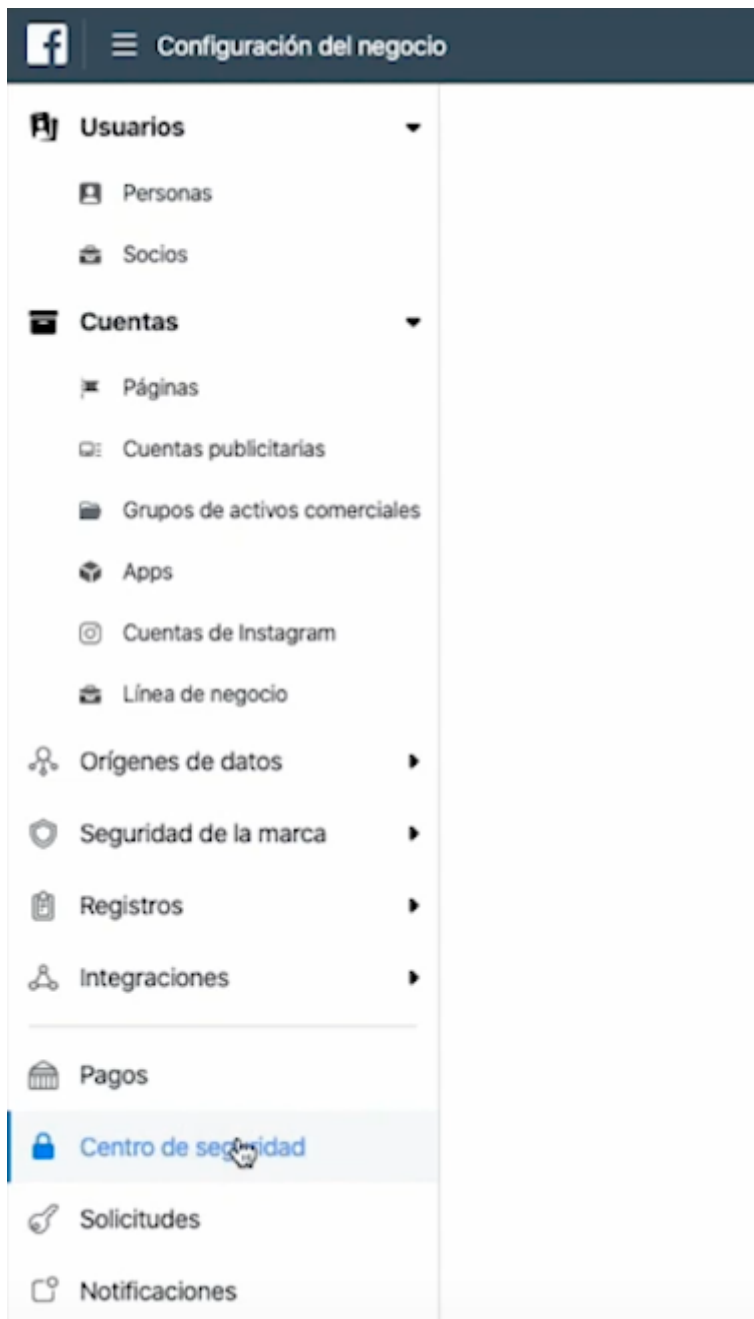 Configuración del negocio
Usuarios
Personas
Socios
Cuentas
Páginas
Cuentas publicitarias
Grupos de activos comerciales
Apps
Cuentas de Instagram
Línea de negocio
Orígenes de datos
Seguridad de la marca
Registros
Integraciones
Pagos
Centro de seguridad
Solicitudes
Notificaciones